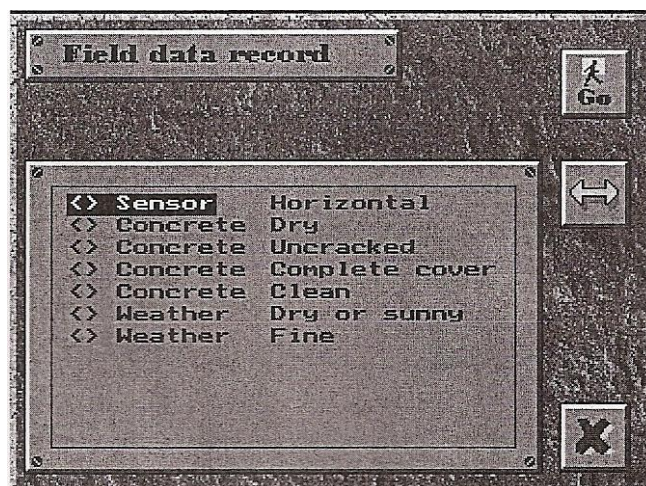 Field data record
Go
<> Sensor Horizontal
<> Concrete Dry
<> Concrete Uncracked
<> Concrete Complete cover
<> Concrete Clean
<> Weather Dry or sunny
<> Weather Fine